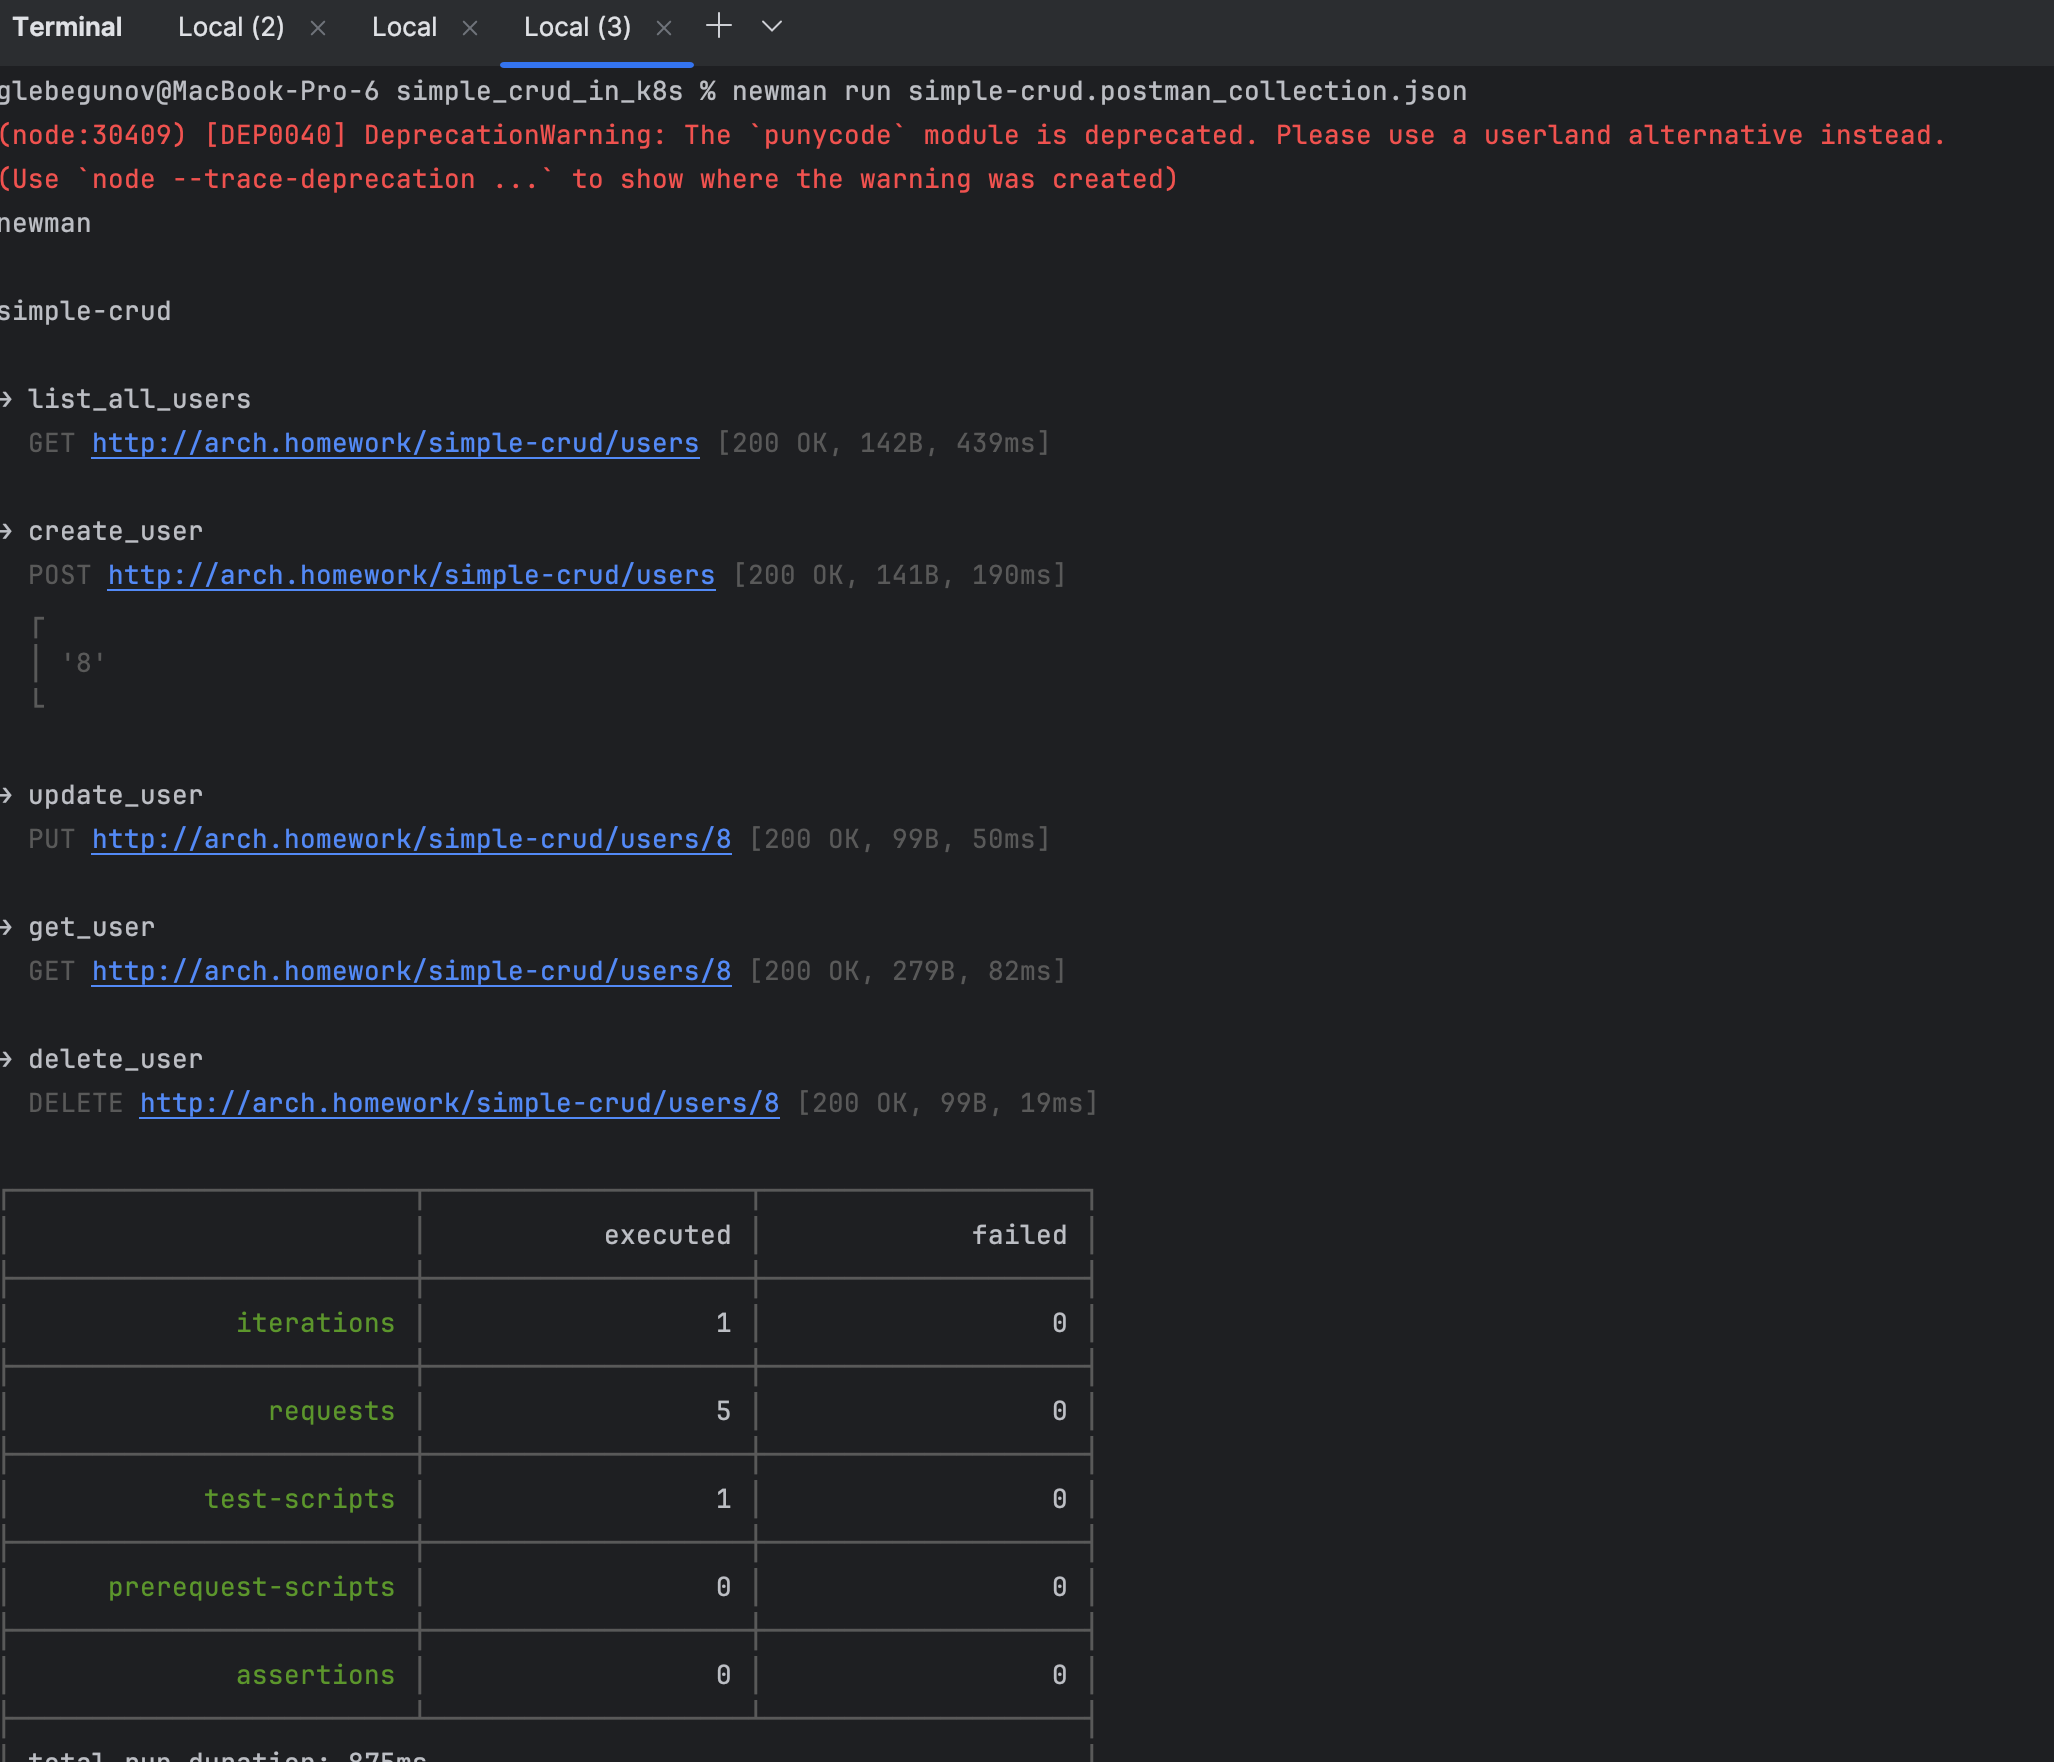 Terminal Local (2) × Local × Local (3) × +
glebegunov@MacBook-Pro-6 simple_crud_in_k8s % newman run simple-crud.postman_collection.json
(node:30409) [DEP0040] DeprecationWarning: The `punycode` module is deprecated. Please use a userland alternative instead.
(Use `node --trace-deprecation ...` to show where the warning was created)
newman
simple-crud
→ list_all_users
GET http://arch.homework/simple-crud/users [200 OK, 142B, 439ms]
→ create_user
POST http://arch.homework/simple-crud/users [200 OK, 141B, 190ms]
'8'
→ update_user
PUT http://arch.homework/simple-crud/users/8 [200 OK, 99B, 50ms]
→ get_user
GET http://arch.homework/simple-crud/users/8 [200 OK, 279B, 82ms]
→ delete_user
DELETE http://arch.homework/simple-crud/users/8 [200 OK, 99B, 19ms]
executed failed
iterations 1 0
requests 5 0
test-scripts 1 0
prerequest-scripts 0 0
assertions 0 0
total run duration: 875ms